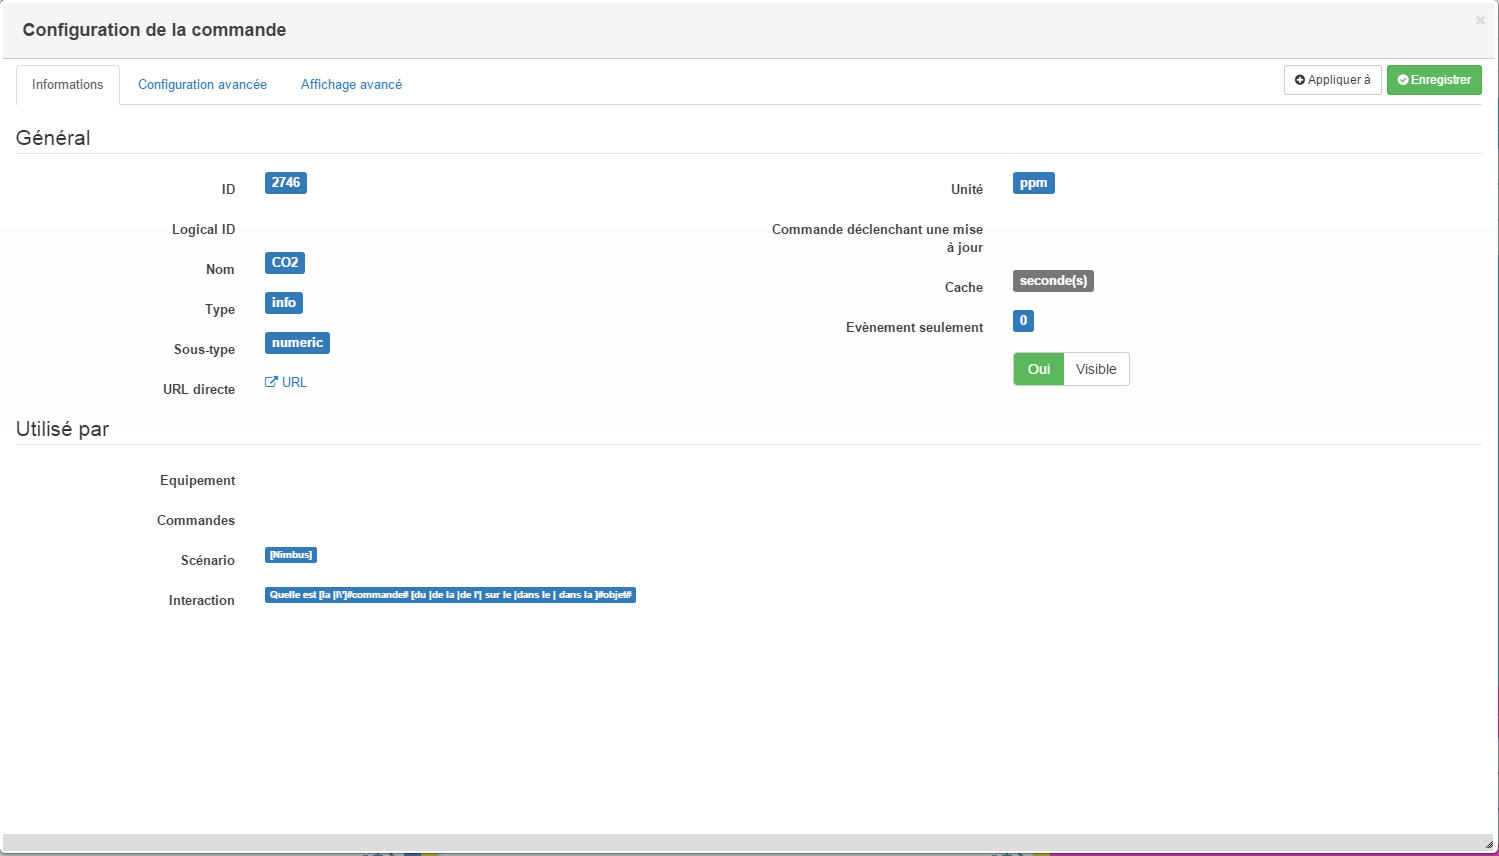 Configuration de la commande
Informations
Configuration avancée
Affichage avancé
Appliquer à
Enregistrrer
Général
ID
2746
Logical ID
Nom
CO2
Type
info
Sous-type
numeric
URL directe
URL
Unité
ppm
Commande déclenchant une mise
à jour
Cache
seconde(s)
Evènement seulement
0
Oui
Visible
Utilisé par
Equipement
Commandes
Scénario
[Nimbus]
Interaction
Quelle est [la |l\']#commande# [du |de la |de l'| sur le |dans le | dans la ]#objet#